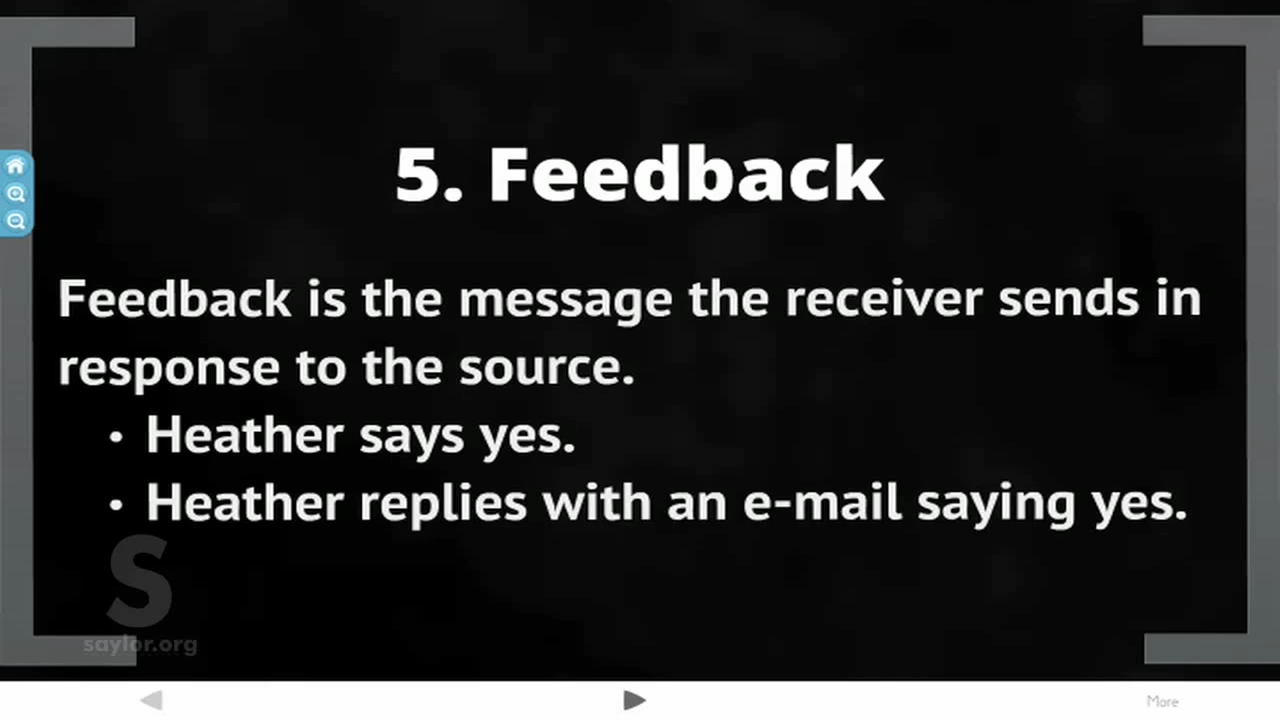 5. Feedback
Feedback is the message the receiver sends in
response to the source.
• Heather says yes.
• Heather replies with an e-mail saying yes.
S
saylor.org
More